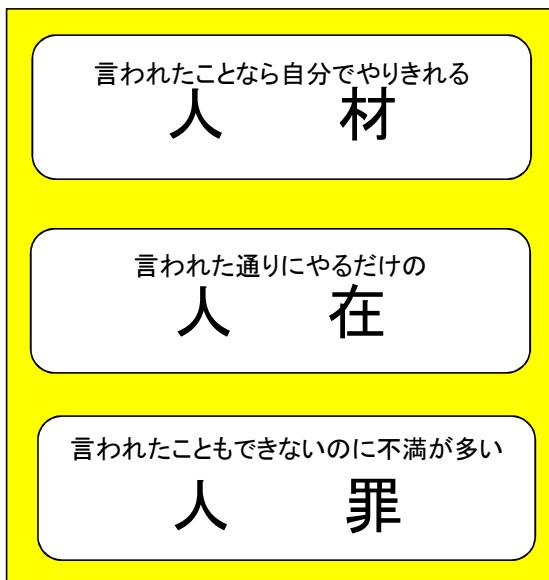 言われたことなら自分でやりきれる
人　材
言われた通りにやるだけの
人　在
言われたこともできないのに不満が多い
人　罪